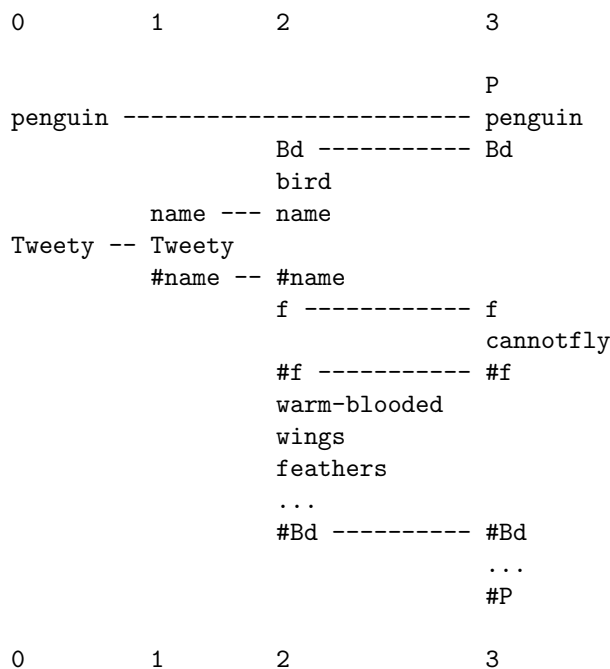 0         1       2             3

                                P
penguin ------------------------ penguin
                  Bd ----------- Bd
                  bird
          name --- name
Tweety -- Tweety
          #name -- #name
                  f ------------ f
                                cannotfly
                  #f ----------- #f
                  warm-blooded
                  wings
                  feathers
                  ...
                  #Bd ---------- #Bd
                                ...
                                #P

0         1       2             3